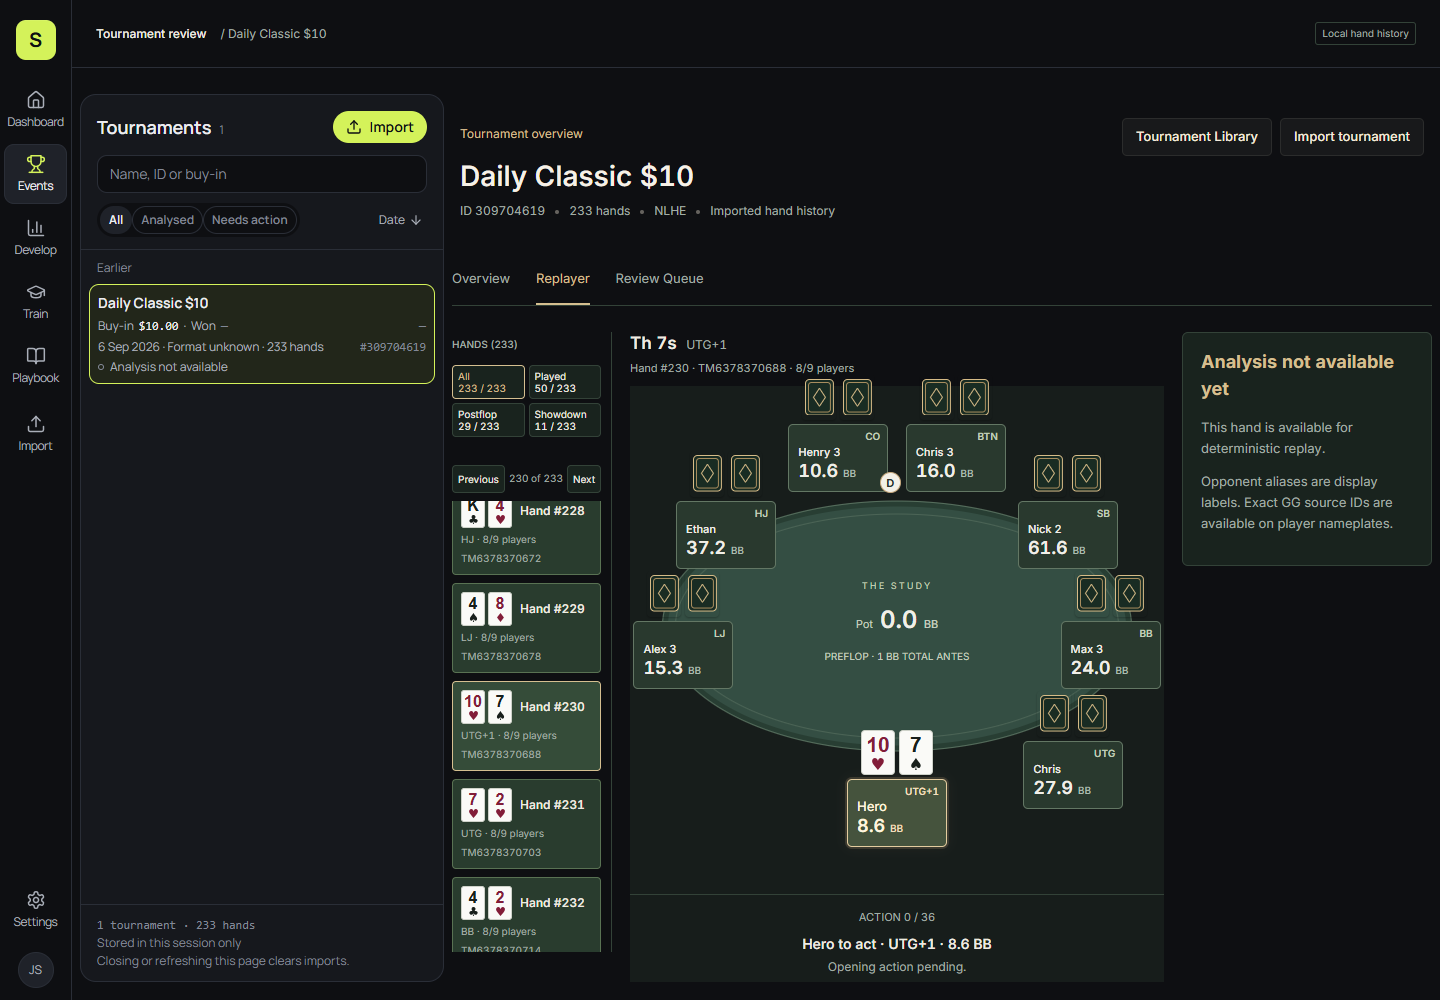 S
Dashboard
Events
Develop
Train
Playbook
Import
Settings
JS
Tournament review / Daily Classic $10
Local hand history
Tournaments 1
Import
Name, ID or buy-in
All
Analysed
Needs action
Date
Earlier
Daily Classic $10
Buy-in $10.00 · Won —
—
6 Sep 2026 · Format unknown · 233 hands
#309704619
Analysis not available
1 tournament · 233 hands
Stored in this session only
Closing or refreshing this page clears imports.
Tournament overview
Daily Classic $10
ID 309704619 • 233 hands • NLHE • Imported hand history
Tournament Library
Import tournament
Overview
Replayer
Review Queue
HANDS (233)
All
233 / 233
Played
50 / 233
Postflop
29 / 233
Showdown
11 / 233
Previous
230 of 233
Next
K
4
Hand #228
HJ · 8/9 players
TM6378370672
4
8
Hand #229
LJ · 8/9 players
TM6378370678
10
7
Hand #230
UTG+1 · 8/9 players
TM6378370688
7
2
Hand #231
UTG · 8/9 players
TM6378370703
4
2
Hand #232
BB · 8/9 players
TM6378370714
Th 7s UTG+1
Hand #230 · TM6378370688 · 8/9 players
CO
Henry 3
10.6 BB
BTN
Chris 3
16.0 BB
D
HJ
Ethan
37.2 BB
SB
Nick 2
61.6 BB
LJ
Alex 3
15.3 BB
BB
Max 3
24.0 BB
THE STUDY
Pot 0.0 BB
PREFLOP · 1 BB TOTAL ANTES
10
7
UTG+1
Hero
8.6 BB
UTG
Chris
27.9 BB
ACTION 0 / 36
Hero to act · UTG+1 · 8.6 BB
Opening action pending.
Analysis not available
yet
This hand is available for
deterministic replay.
Opponent aliases are display
labels. Exact GG source IDs are
available on player nameplates.